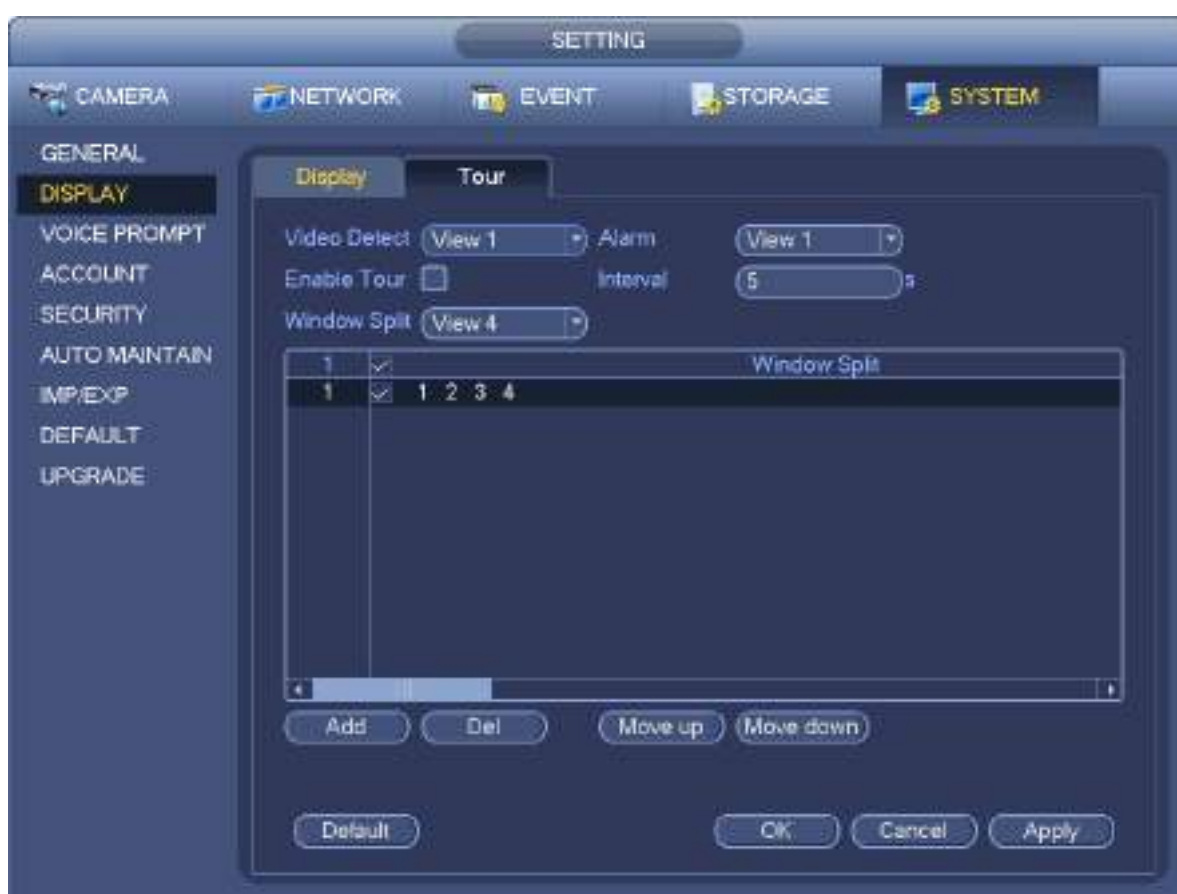 SETTING
CAMERA NETWORK EVENT STORAGE SYSTEM
GENERAL
DISPLAY
VOICE PROMPT
ACCOUNT
SECURITY
AUTO MAINTAIN
IMP/EXP
DEFAULT
UPGRADE
Display Tour
Video Detect View 1 Alarm View 1
Enable Tour Interval 5 s
Window Split View 4
1 Window Split
1 1 2 3 4
Add Del Move up Move down
Default OK Cancel Apply